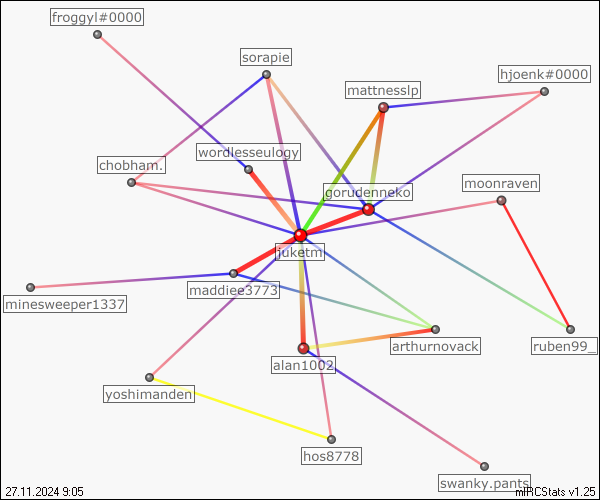 froggyl#0000
sorapie
hjoenk#0000
mattnesslp
wordlesseulogy
chobham.
gorudenneko
moonraven
juketm
maddiee3773
minesweeper1337
arthurnovack
ruben99_
alan1002
yoshimanden
hos8778
swanky.pants
27.11.2024 9:05
mIRCStats v1.25